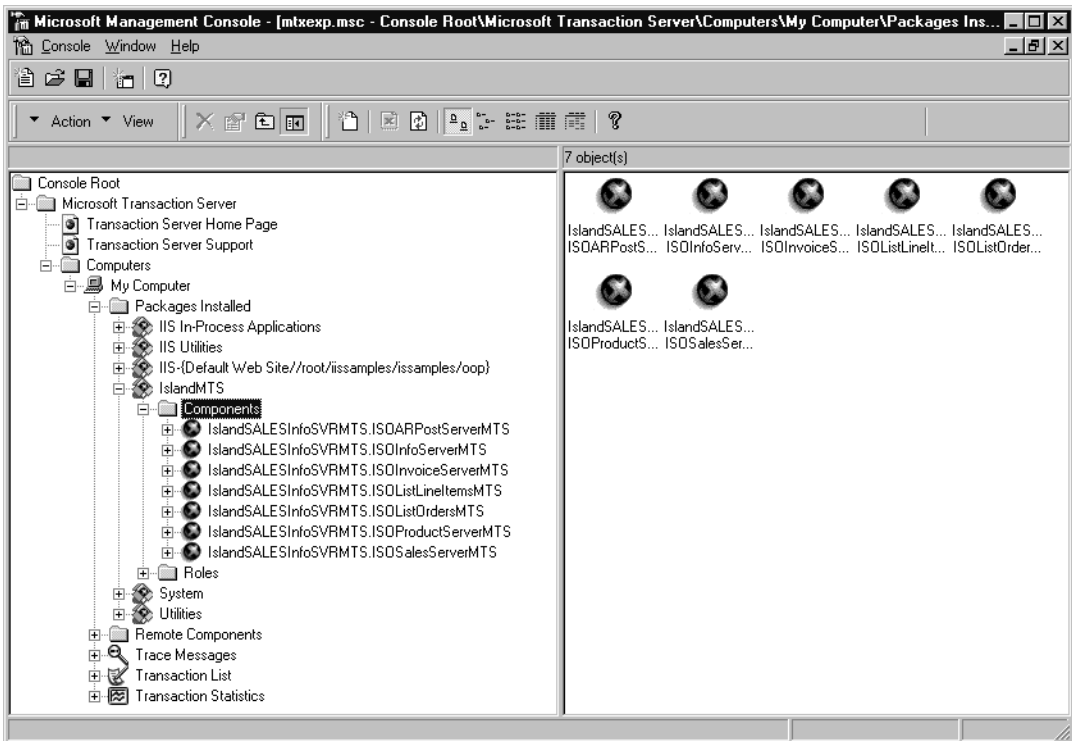 Microsoft Management Console - [mtxexp.msc - Console Root\Microsoft Transaction Server\Computers\My Computer\Packages Ins...
Console Window Help
Action View
7 object(s)
Console Root
Microsoft Transaction Server
Transaction Server Home Page
Transaction Server Support
Computers
My Computer
Packages Installed
IIS In-Process Applications
IIS Utilities
IIS-{Default Web Site//root/iissamples/issamples/oop}
IslandMTS
Components
IslandSALESInfoSVRMTS.ISOARPostServerMTS
IslandSALESInfoSVRMTS.ISOInfoServerMTS
IslandSALESInfoSVRMTS.ISOInvoiceServerMTS
IslandSALESInfoSVRMTS.ISOListLineItemsMTS
IslandSALESInfoSVRMTS.ISOListOrdersMTS
IslandSALESInfoSVRMTS.ISOProductServerMTS
IslandSALESInfoSVRMTS.ISOSalesServerMTS
Roles
System
Utilities
Remote Components
Trace Messages
Transaction List
Transaction Statistics
IslandSALES... IslandSALES... IslandSALES... IslandSALES... IslandSALES...
ISOARPostS... ISOInfoServ... ISOInvoiceS... ISOListLineIt... ISOListOrder...
IslandSALES... IslandSALES...
ISOProductS... ISOSalesSer...